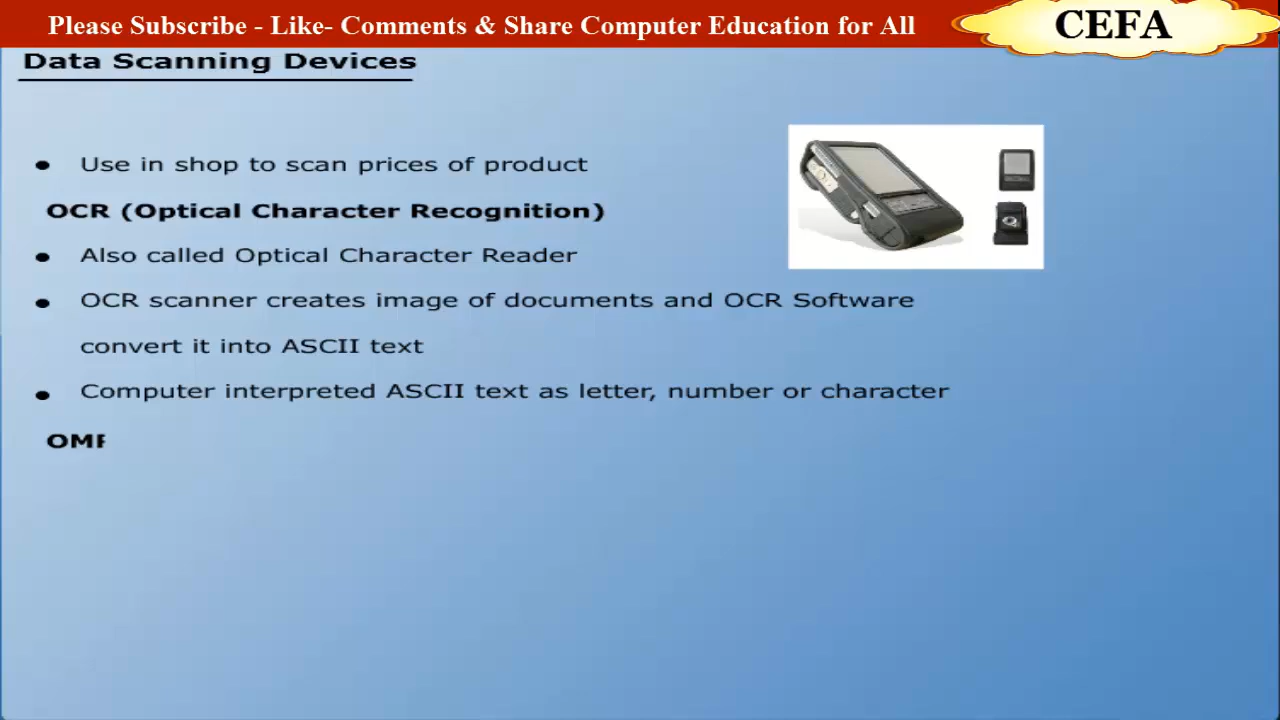 Please Subscribe - Like- Comments & Share Computer Education for All
CEFA
Data Scanning Devices
● Use in shop to scan prices of product
OCR (Optical Character Recognition)
● Also called Optical Character Reader
● OCR scanner creates image of documents and OCR Software
convert it into ASCII text
● Computer interpreted ASCII text as letter, number or character